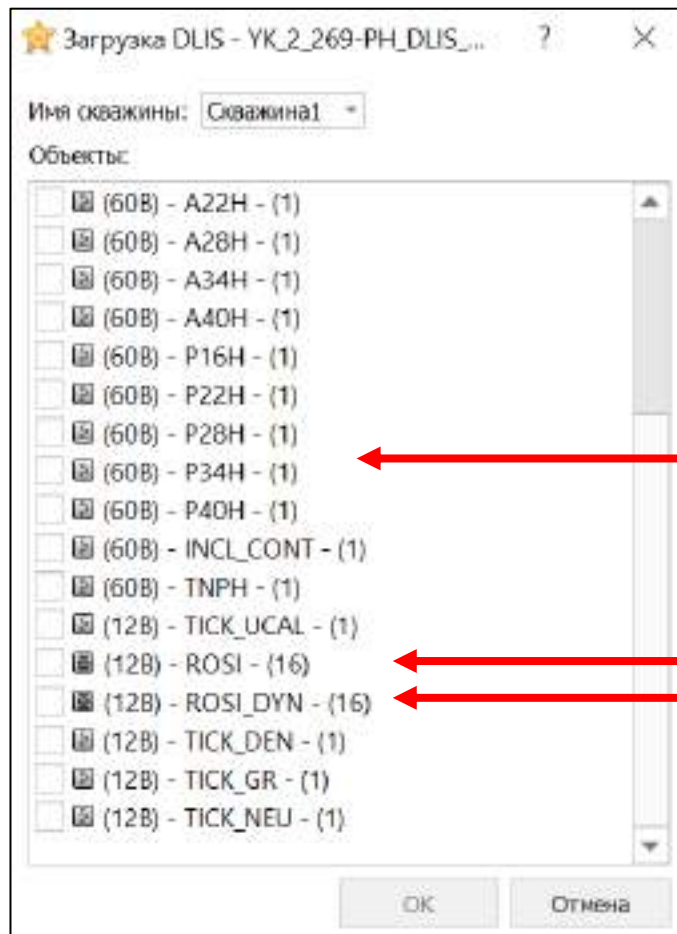 Загрузка DLIS - YK_2_269-PH_DLIS_... ?
Имя скважины: Скважина1
Объекты:
(60B) - A22H - (1)
(60B) - A28H - (1)
(60B) - A34H - (1)
(60B) - A40H - (1)
(60B) - P16H - (1)
(60B) - P22H - (1)
(60B) - P28H - (1)
(60B) - P34H - (1)
(60B) - P40H - (1)
(60B) - INCL_CONT - (1)
(60B) - TNPH - (1)
(12B) - TICK_UCAL - (1)
(12B) - ROSI - (16)
(12B) - ROSI_DYN - (16)
(12B) - TICK_DEN - (1)
(12B) - TICK_GR - (1)
(12B) - TICK_NEU - (1)
OK Отмена